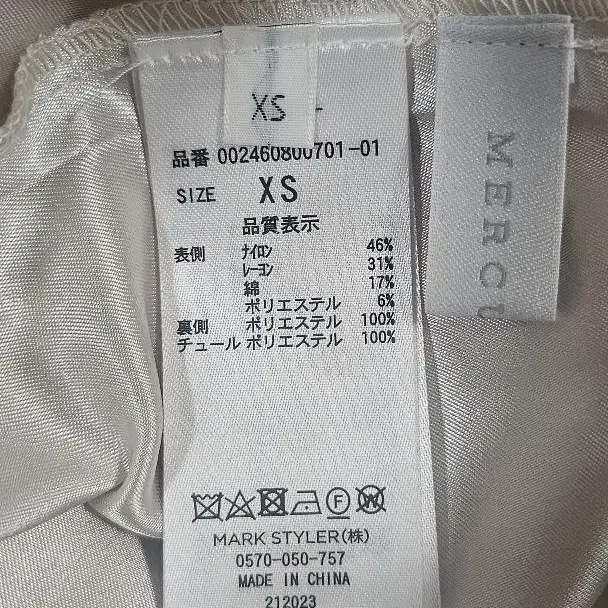 XS
品番 002460800701-01
SIZE XS
品質表示
表側 ナイロン 46%
レーヨン 31%
綿 17%
ポリエステル 6%
裏側 ポリエステル 100%
チュール ポリエステル 100%
MARK STYLER(株)
0570-050-757
MADE IN CHINA
212023
MERCU